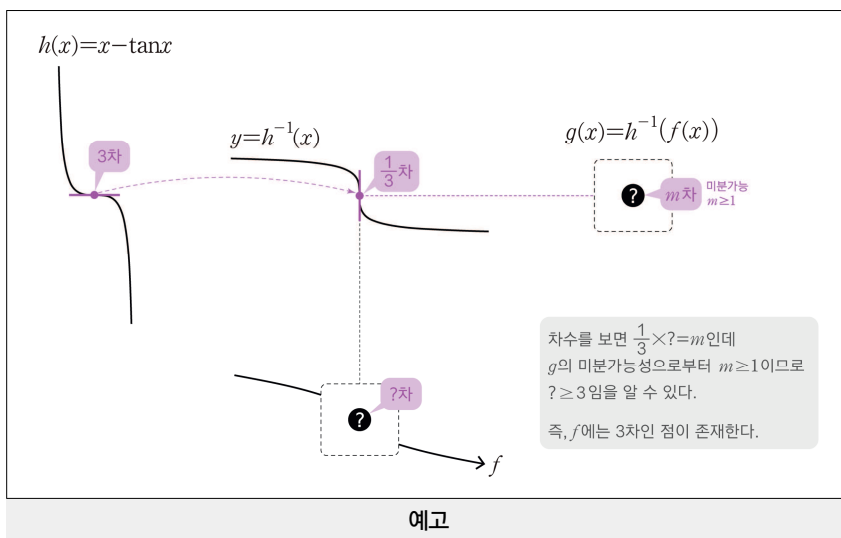 h(x)=x−tanx
3차
y=h⁻¹(x)
1/3차
g(x)=h⁻¹(f(x))
?
m차
미분가능
m≥1
?차
?
f
차수를 보면 1/3×?=m인데
g의 미분가능성으로부터 m≥1이므로
?≥3임을 알 수 있다.
즉, f에는 3차인 점이 존재한다.
예고